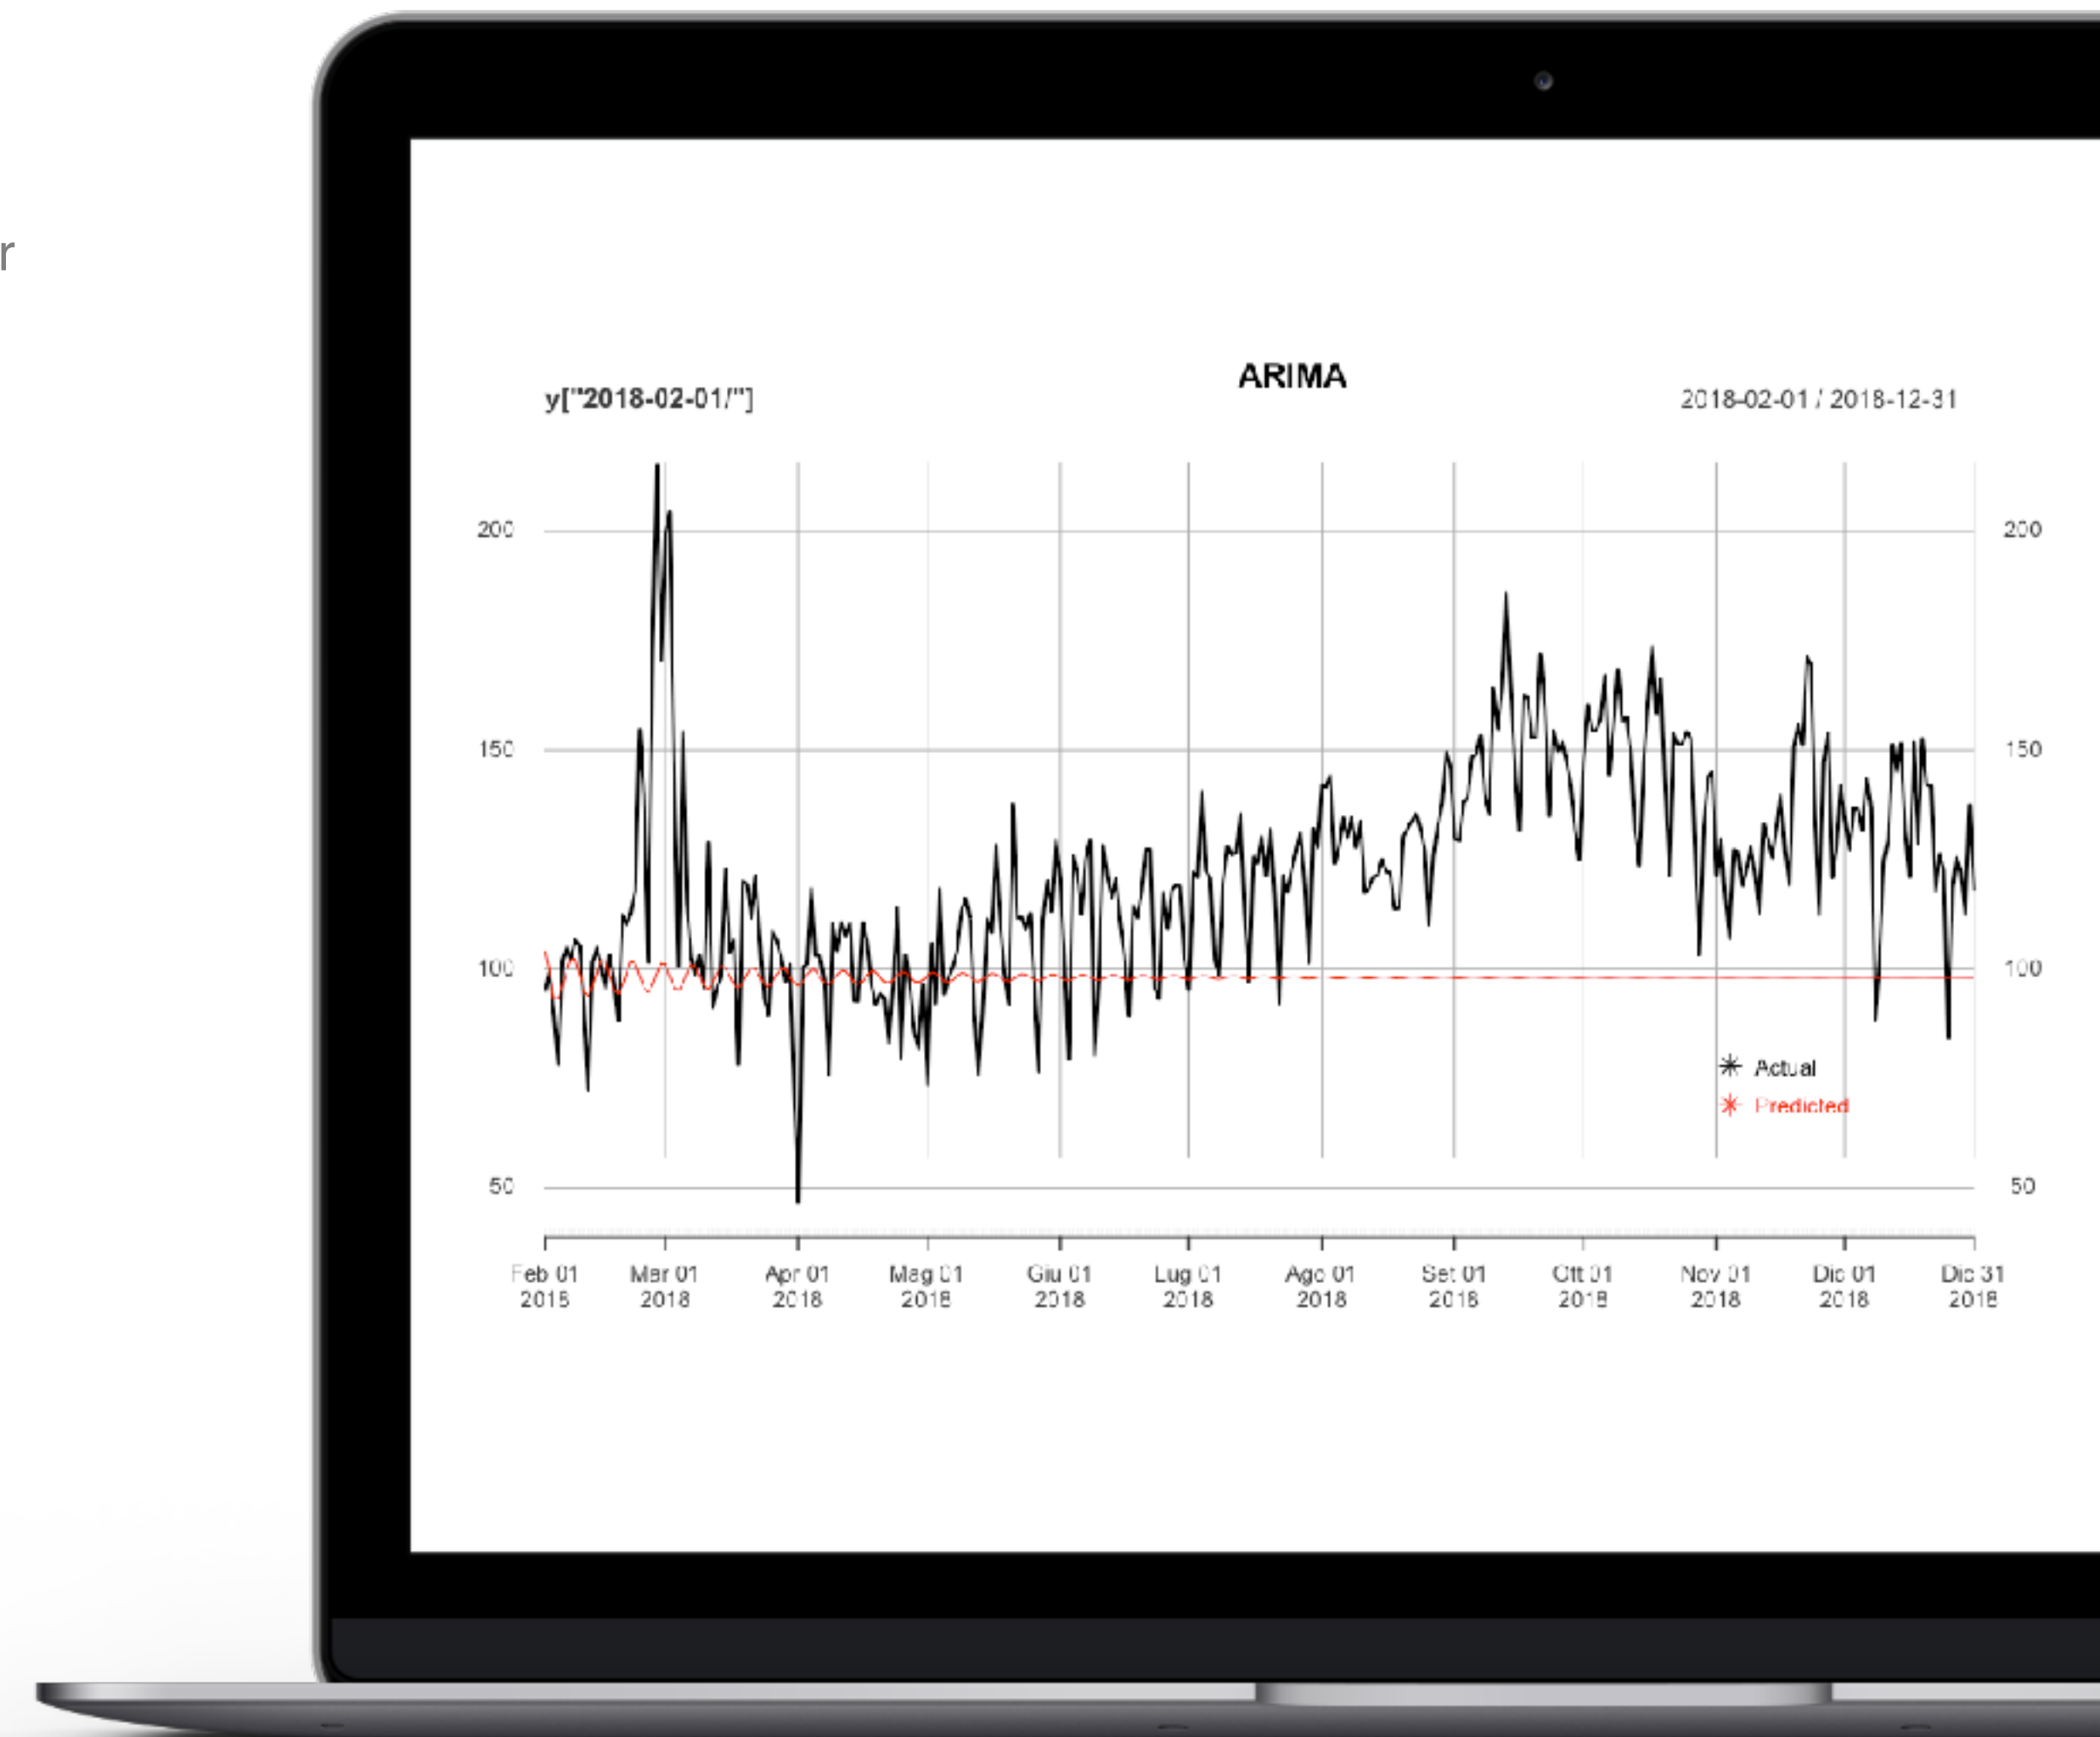 r
ARIMA
y["2018-02-01/"]
2018-02-01 / 2018-12-31
200
200
150
150
100
100
Actual
Predicted
50
50
Feb 01 Mar 01 Apr 01 Mag 01 Giu 01 Lug 01 Ago 01 Set 01 Ott 01 Nov 01 Dic 01 Dic 31
2018 2018 2018 2018 2018 2018 2018 2018 2018 2018 2018 2018